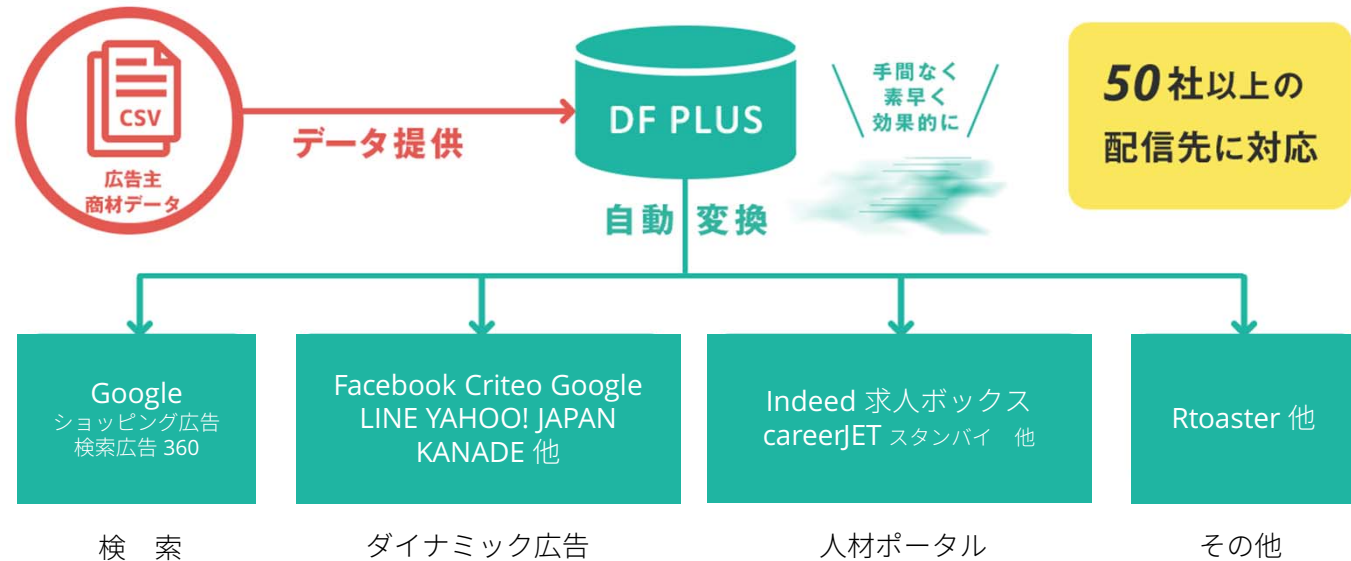 CSV
広告主
商材データ
データ提供
DF PLUS
手間なく
素早く
効果的に
50社以上の
配信先に対応
自動変換
Google
ショッピング広告
検索広告 360
Facebook Criteo Google
LINE YAHOO! JAPAN
KANADE 他
Indeed 求人ボックス
careerJET スタンバイ 他
Rtoaster 他
検 索
ダイナミック広告
人材ポータル
その他